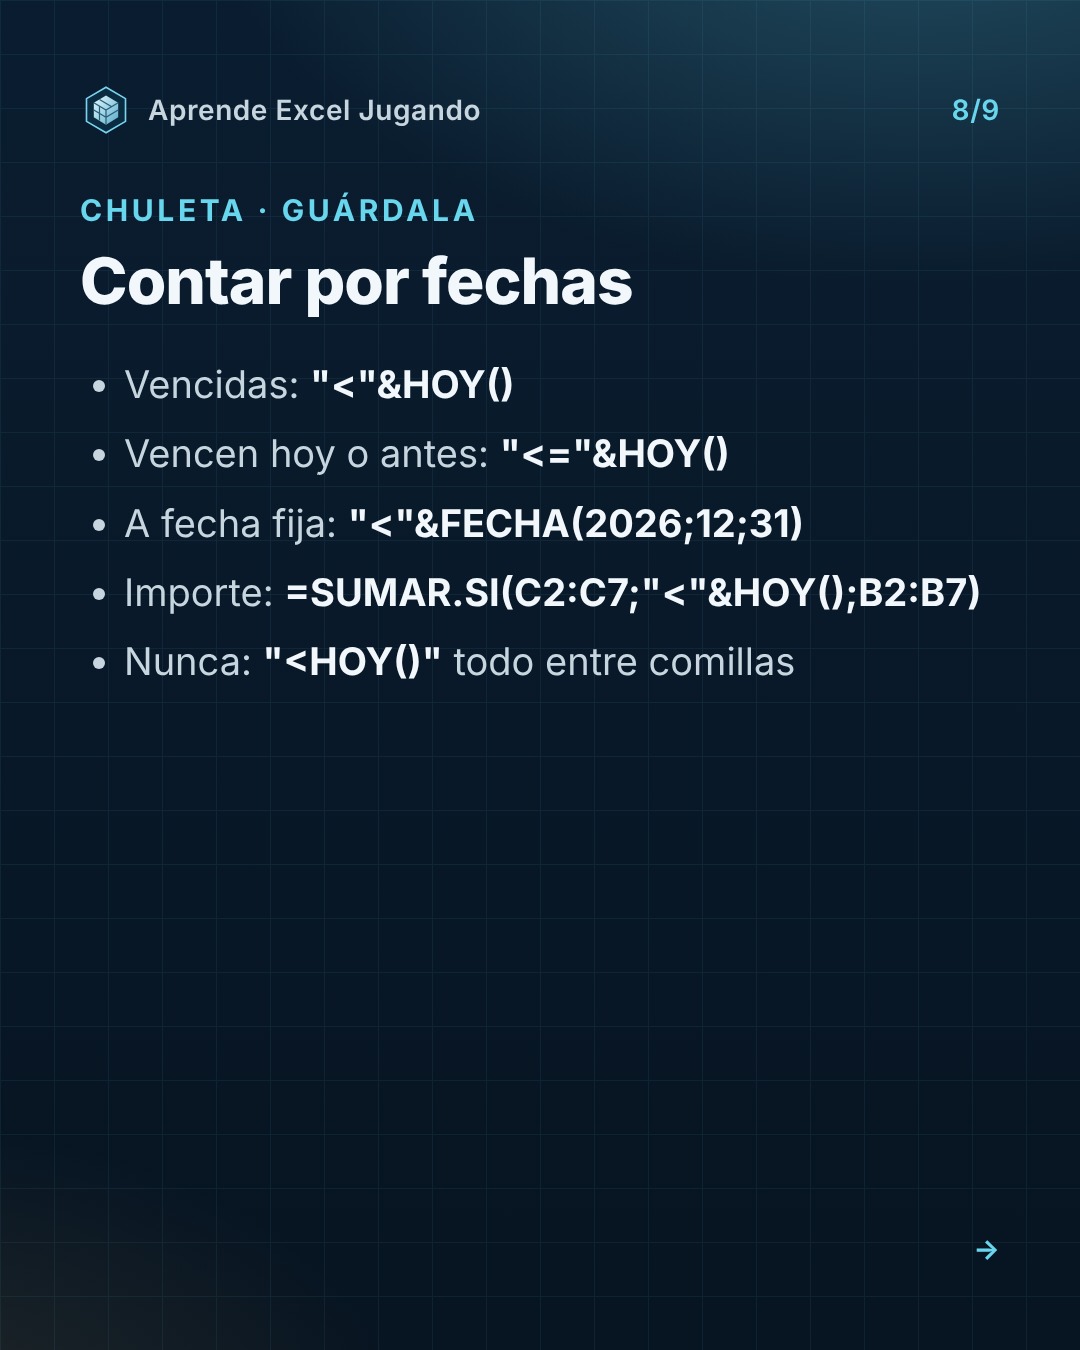 Aprende Excel Jugando
8/9
CHULETA · GUÁRDALA
Contar por fechas
• Vencidas: "<"&HOY()
• Vencen hoy o antes: "<="&HOY()
• A fecha fija: "<"&FECHA(2026;12;31)
• Importe: =SUMAR.SI(C2:C7;"<"&HOY();B2:B7)
• Nunca: "<HOY()" todo entre comillas
→